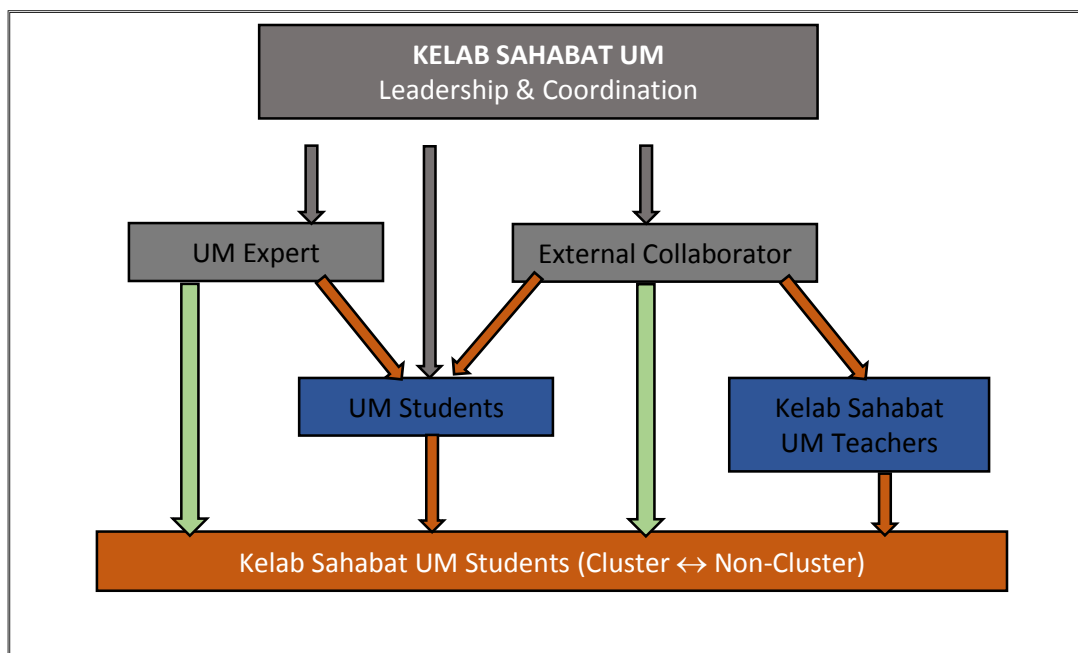 KELAB SAHABAT UM
Leadership & Coordination
UM Expert
External Collaborator
UM Students
Kelab Sahabat
UM Teachers
Kelab Sahabat UM Students (Cluster ↔ Non-Cluster)